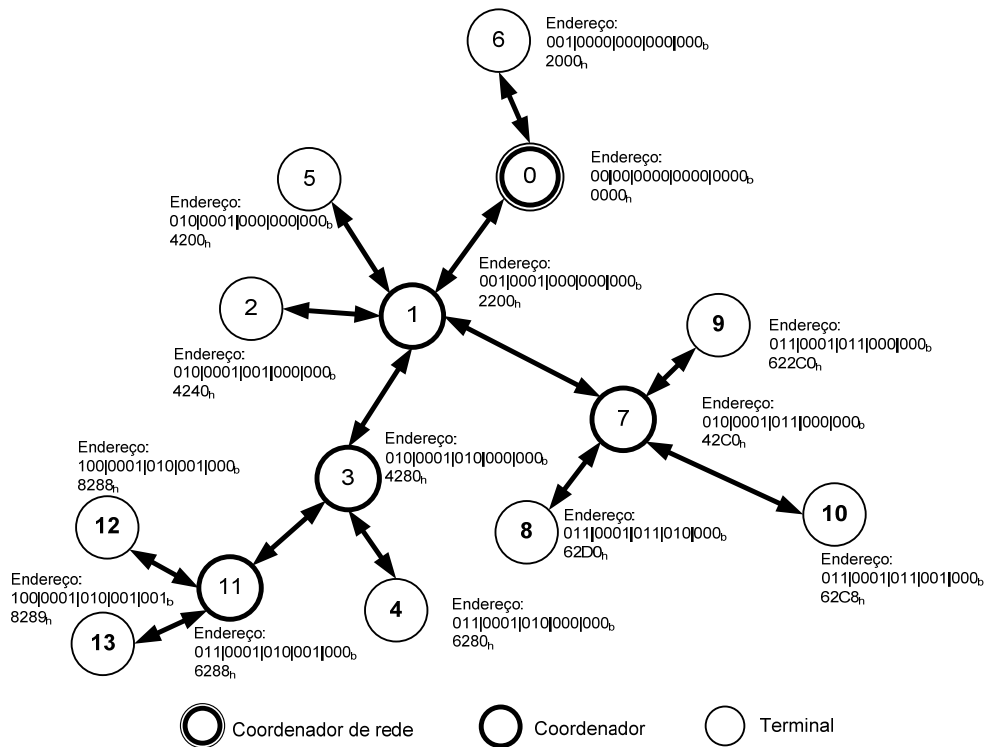 6
Endereço:
001|0000|000|000|000b
2000h
0
Endereço:
00|00|0000|0000|0000b
0000h
5
Endereço:
010|0001|000|000|000b
4200h
1
Endereço:
001|0001|000|000|000b
2200h
2
Endereço:
010|0001|001|000|000b
4240h
9
Endereço:
011|0001|011|000|000b
622C0h
7
Endereço:
010|0001|011|000|000b
42C0h
3
Endereço:
010|0001|010|000|000b
4280h
Endereço:
100|0001|010|001|000b
8288h
12
8
Endereço:
011|0001|011|010|000b
62D0h
10
Endereço:
011|0001|011|001|000b
62C8h
11
Endereço:
011|0001|010|001|000b
6288h
4
Endereço:
011|0001|010|000|000b
6280h
Endereço:
100|0001|010|001|001b
8289h
13
Coordenador de rede
Coordenador
Terminal